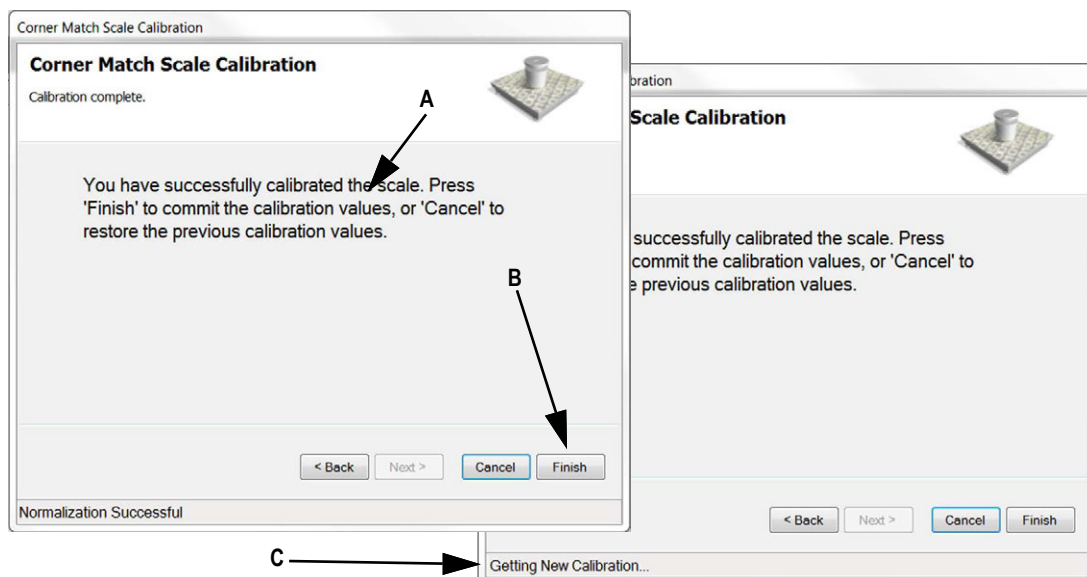 Corner Match Scale Calibration
Corner Match Scale Calibration
Calibration complete.
A
You have successfully calibrated the scale. Press
'Finish' to commit the calibration values, or 'Cancel' to
restore the previous calibration values.
B
< Back Next > Cancel Finish
Normalization Successful
bration
Scale Calibration
successfully calibrated the scale. Press
commit the calibration values, or 'Cancel' to
e previous calibration values.
< Back Next > Cancel Finish
C
Getting New Calibration...